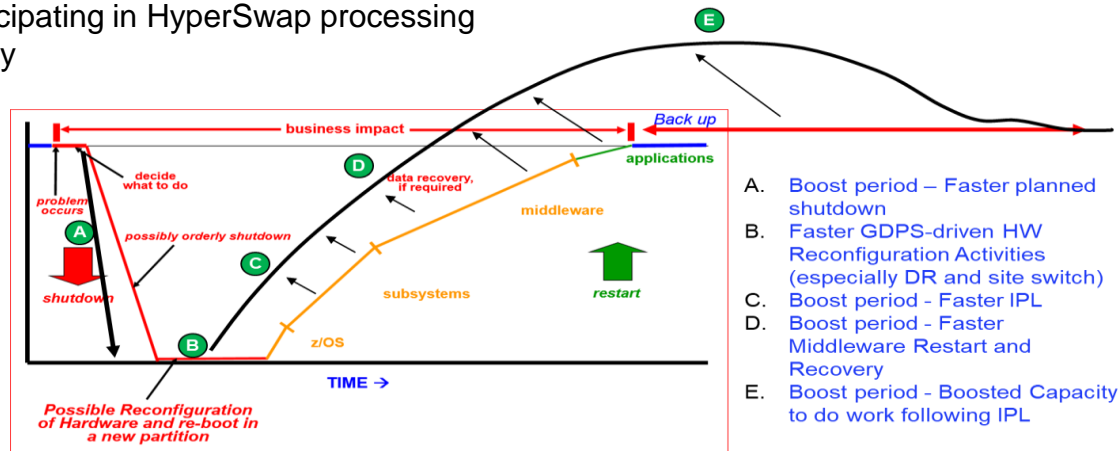 cipating in HyperSwap processing
y
E
business impact
Back up
D
applications
decide
what to do
data recovery,
if required
problem
occurs
middleware
A
possibly orderly shutdown
C
shutdown
subsystems
restart
B
z/OS
TIME →
Possible Reconfiguration
of Hardware and re-boot in
a new partition
A. Boost period – Faster planned
shutdown
B. Faster GDPS-driven HW
Reconfiguration Activities
(especially DR and site switch)
C. Boost period - Faster IPL
D. Boost period - Faster
Middleware Restart and
Recovery
E. Boost period - Boosted Capacity
to do work following IPL